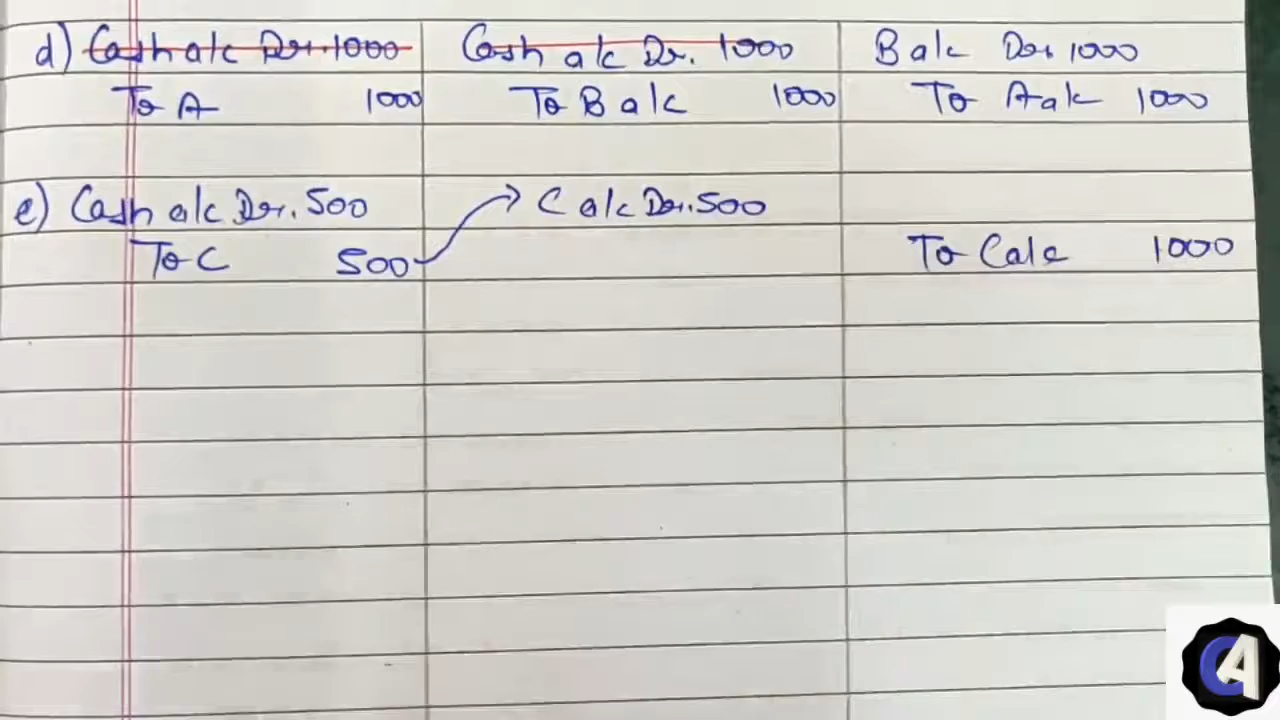 d) Cash a/c Dr. 1000 Cash a/c Dr. 1000 B a/c Dr 1000
To A 1000 To B a/c 1000 To A a/c 1000
e) Cash a/c Dr. 500 C a/c Dr. 500
To C 500 To C a/c 1000
CA